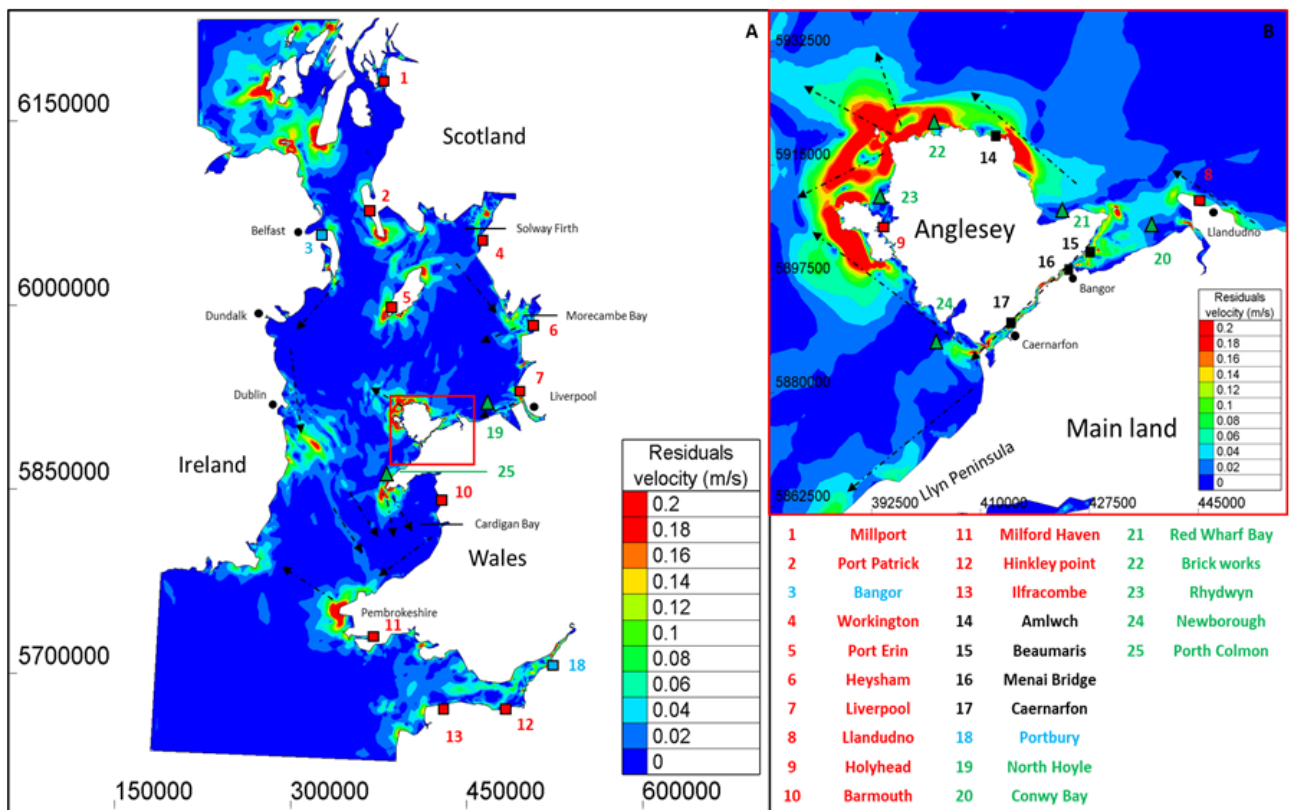 A
1
6150000
Scotland
2
Belfast
3
Solway Firth
4
6000000
5
Dundalk
Morecambe Bay
6
7
Dublin
Liverpool
19
Ireland
5850000
25
10
Cardigan Bay
Wales
Pembrokeshire
11
18
5700000
13
12
150000
300000
450000
600000
Residuals
velocity (m/s)
0.2
0.18
0.16
0.14
0.12
0.1
0.08
0.06
0.04
0.02
0
B
5932500
5915000
22
14
8
23
Anglesey
21
Llandudno
9
15
20
5897500
16
Bangor
24
17
Caernarfon
5880000
Main land
5862500
Llyn Peninsula
392500
410000
427500
445000
Residuals
velocity (m/s)
0.2
0.18
0.16
0.14
0.12
0.1
0.08
0.06
0.04
0.02
0
1 Millport 11 Milford Haven 21 Red Wharf Bay
2 Port Patrick 12 Hinkley point 22 Brick works
3 Bangor 13 Ilfracombe 23 Rhydwyn
4 Workington 14 Amlwch 24 Newborough
5 Port Erin 15 Beaumaris 25 Porth Colmon
6 Heysham 16 Menai Bridge
7 Liverpool 17 Caernarfon
8 Llandudno 18 Portbury
9 Holyhead 19 North Hoyle
10 Barmouth 20 Conwy Bay